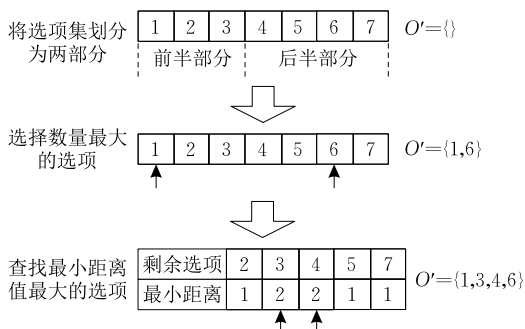 将选项集划分
为两部分
1 2 3 4 5 6 7
O′={}
前半部分 后半部分
选择数量最大
的选项
1 2 3 4 5 6 7
O′={1,6}
查找最小距离
值最大的选项
剩余选项 2 3 4 5 7
最小距离 1 2 2 1 1
O′={1,3,4,6}